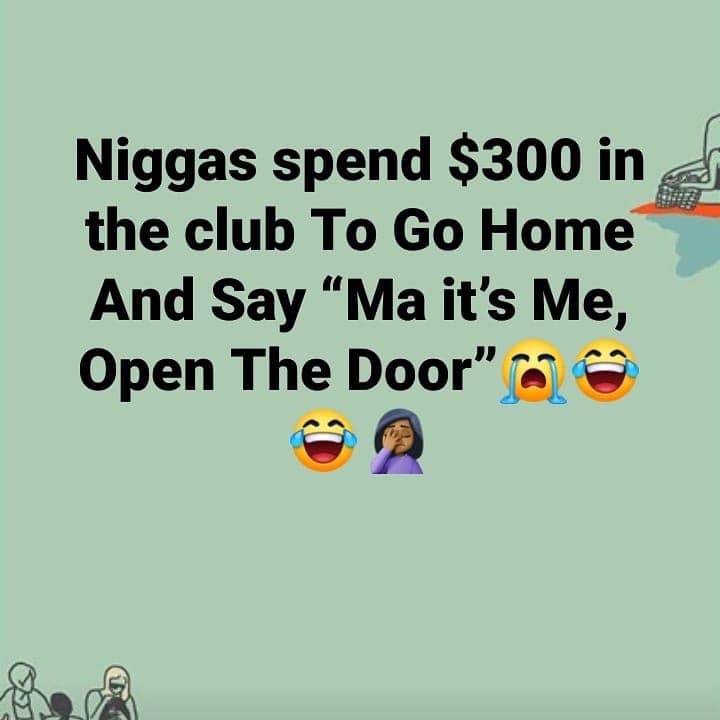 Niggas spend $300 in
the club To Go Home
And Say “Ma it’s Me,
Open The Door”😭😂
😂🤦🏾‍♀️